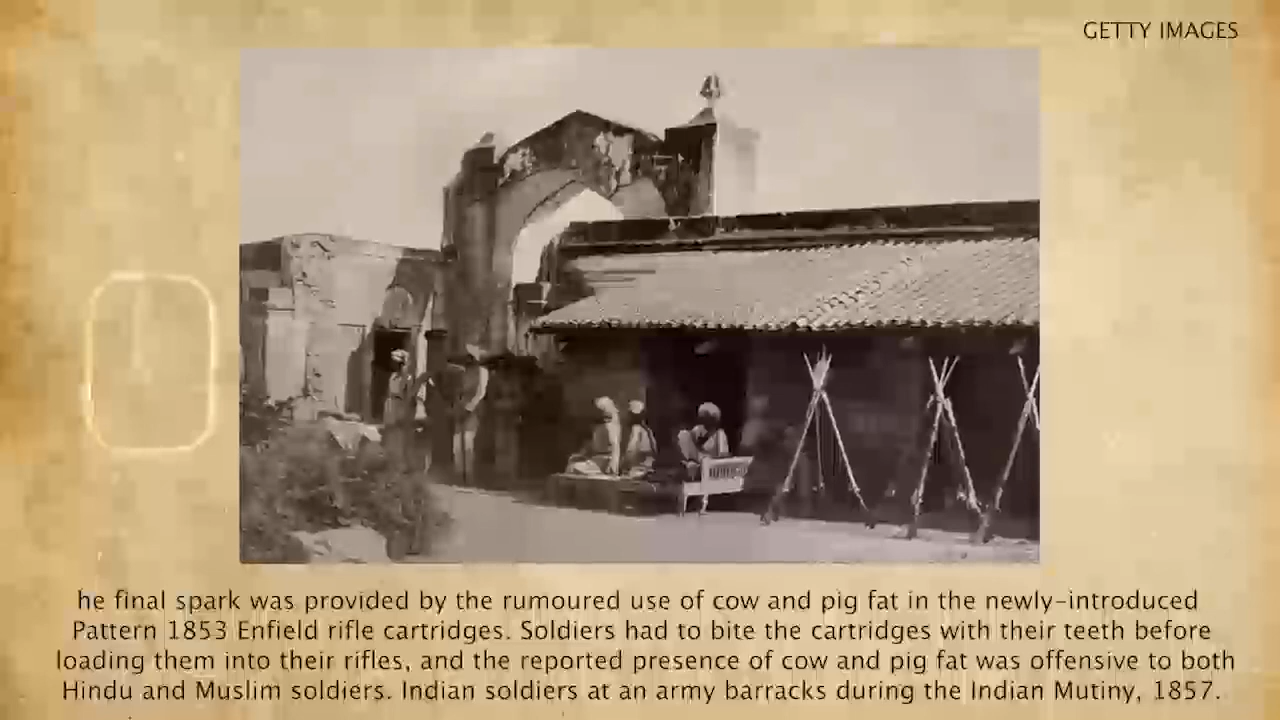 GETTY IMAGES
he final spark was provided by the rumoured use of cow and pig fat in the newly-introduced
Pattern 1853 Enfield rifle cartridges. Soldiers had to bite the cartridges with their teeth before
loading them into their rifles, and the reported presence of cow and pig fat was offensive to both
Hindu and Muslim soldiers. Indian soldiers at an army barracks during the Indian Mutiny, 1857.